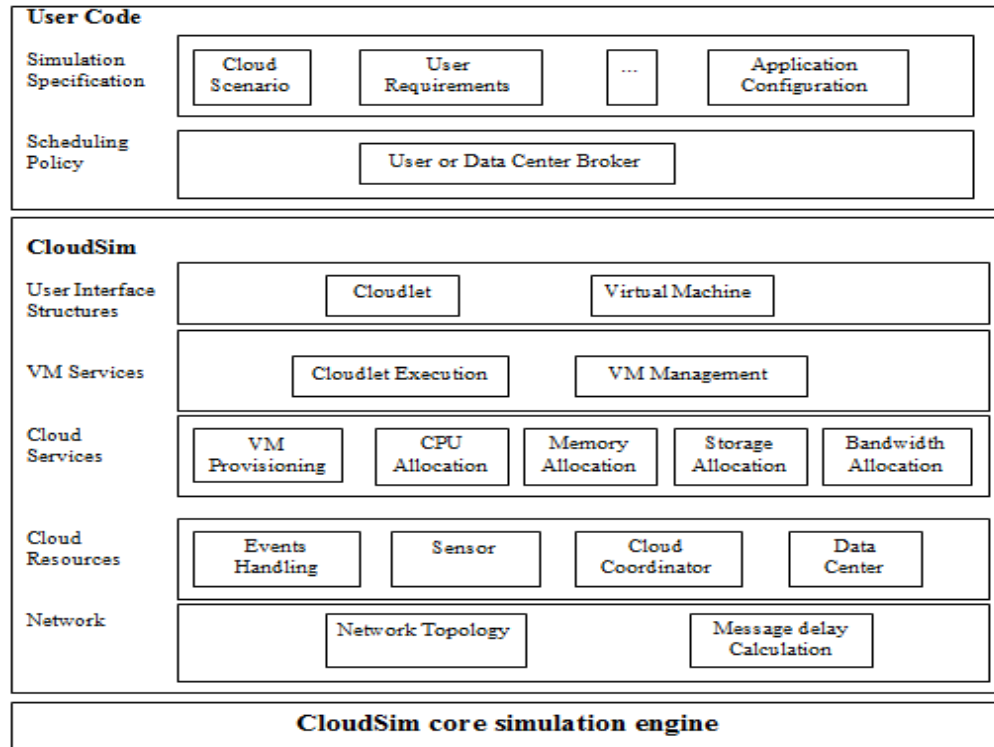 User Code
Simulation
Specification
Cloud
Scenario
User
Requirements
...
Application
Configuration
Scheduling
Policy
User or Data Center Broker
CloudSim
User Interface
Structures
Cloudlet
Virtual Machine
VM Services
Cloudlet Execution
VM Management
Cloud
Services
VM
Provisioning
CPU
Allocation
Memory
Allocation
Storage
Allocation
Bandwidth
Allocation
Cloud
Resources
Events
Handling
Sensor
Cloud
Coordinator
Data
Center
Network
Network Topology
Message delay
Calculation
CloudSim core simulation engine